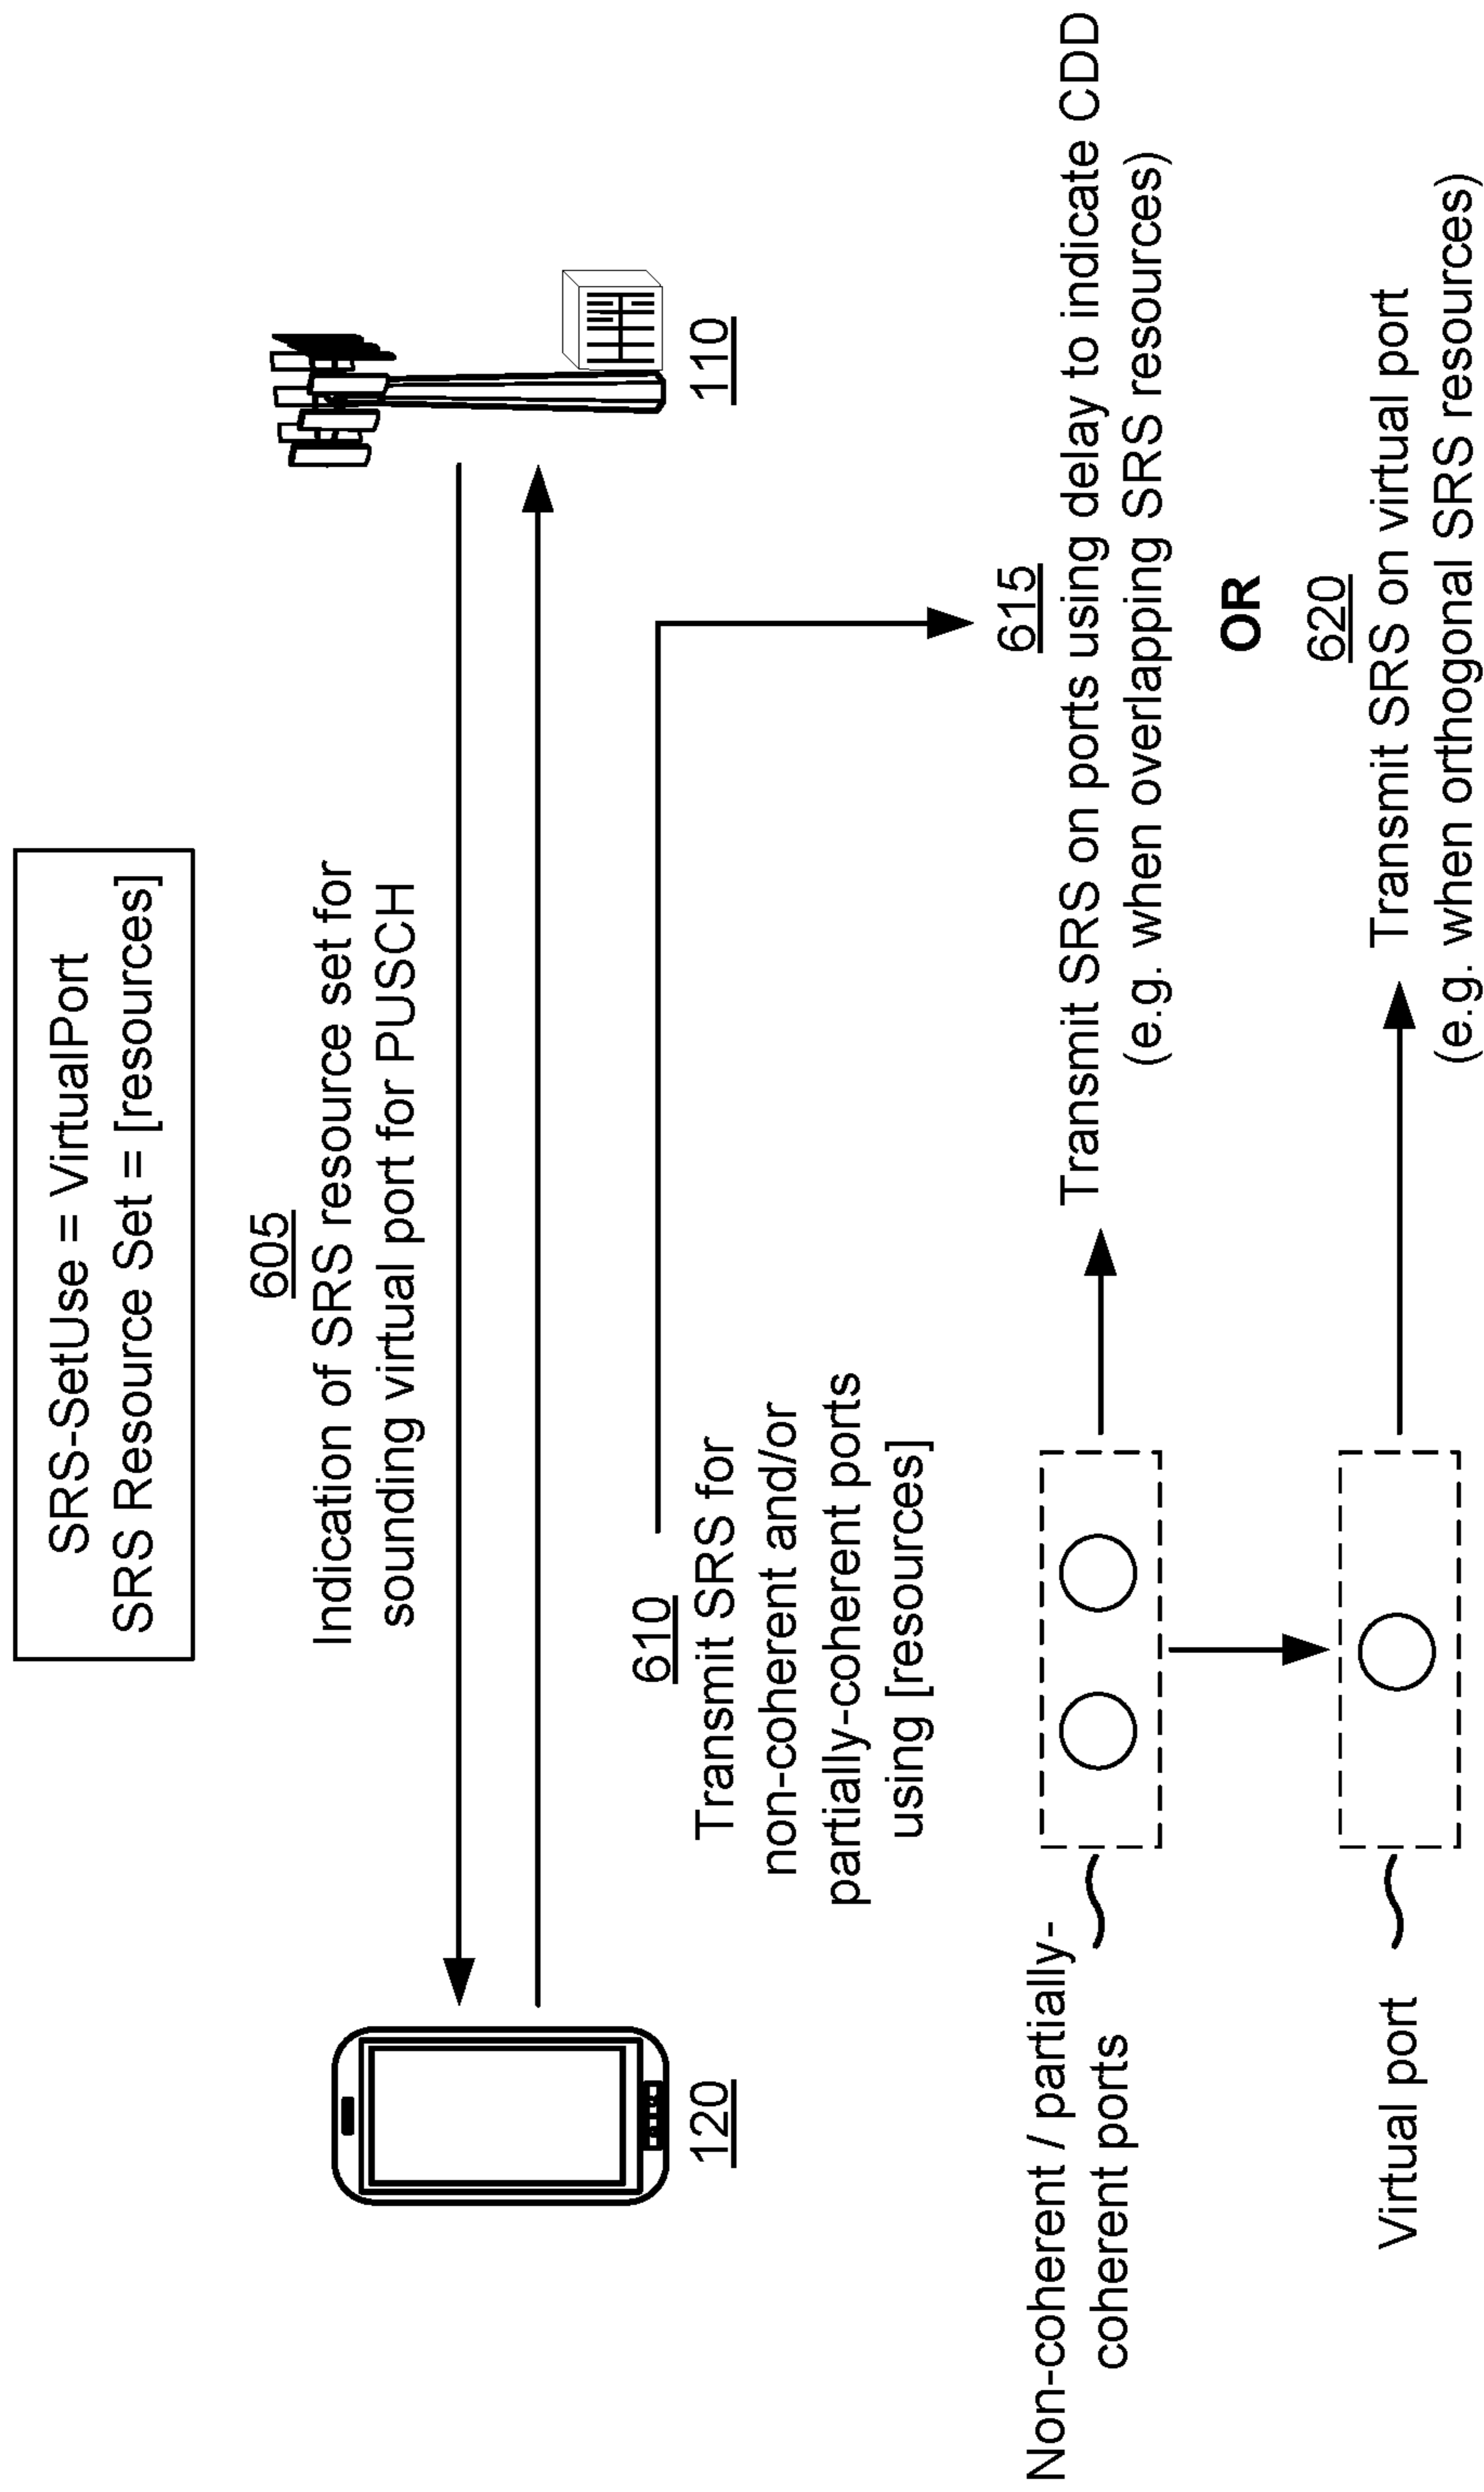 SRS-SetUse = VirtualPort
SRS Resource Set = [resources]
605
Indication of SRS resource set for
sounding virtual port for PUSCH
120
110
610
Transmit SRS for
non-coherent and/or
partially-coherent ports
using [resources]
Non-coherent / partially-
coherent ports
615
Transmit SRS on ports using delay to indicate CDD
(e.g. when overlapping SRS resources)
OR
Virtual port
620
Transmit SRS on virtual port
(e.g. when orthogonal SRS resources)